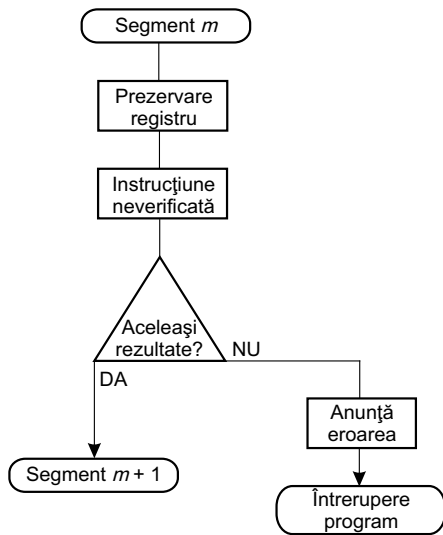 Segment m
Prezervare
registru
Instrucţiune
neverificată
Aceleaşi
rezultate?
NU
DA
Anunţă
eroarea
Segment m + 1
Întrerupere
program